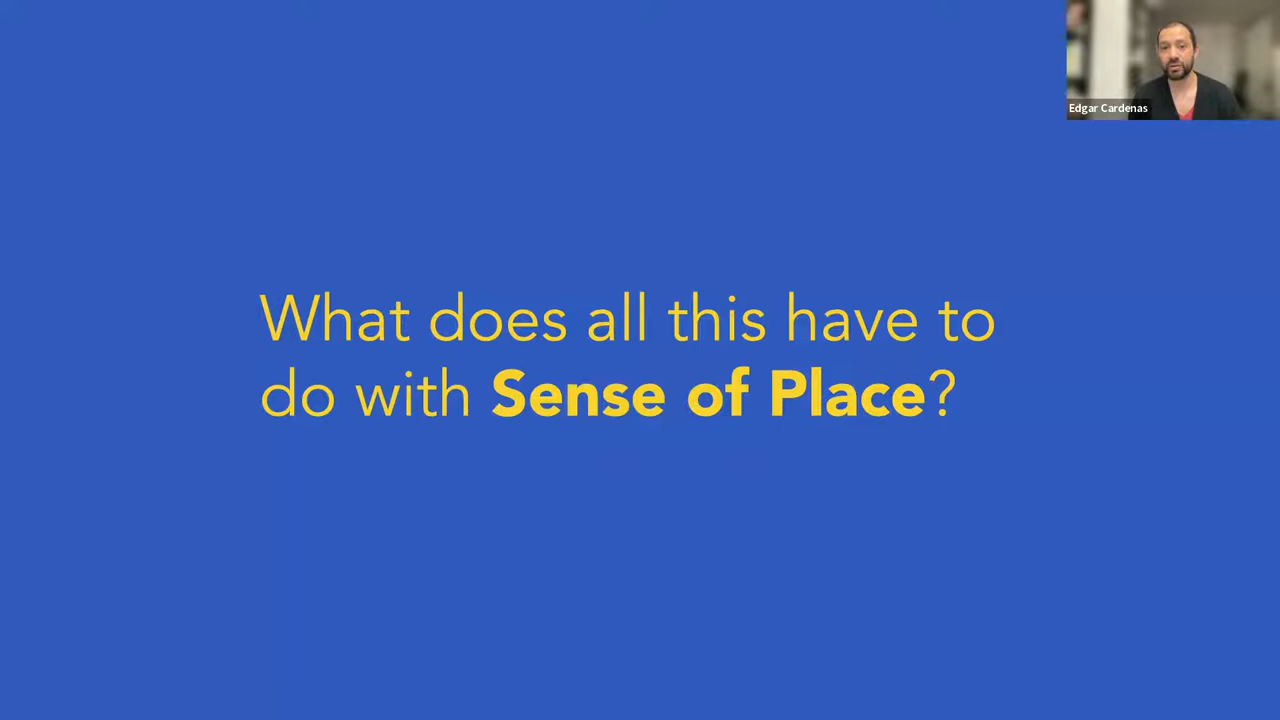 Edgar Cardenas
What does all this have to
do with Sense of Place?